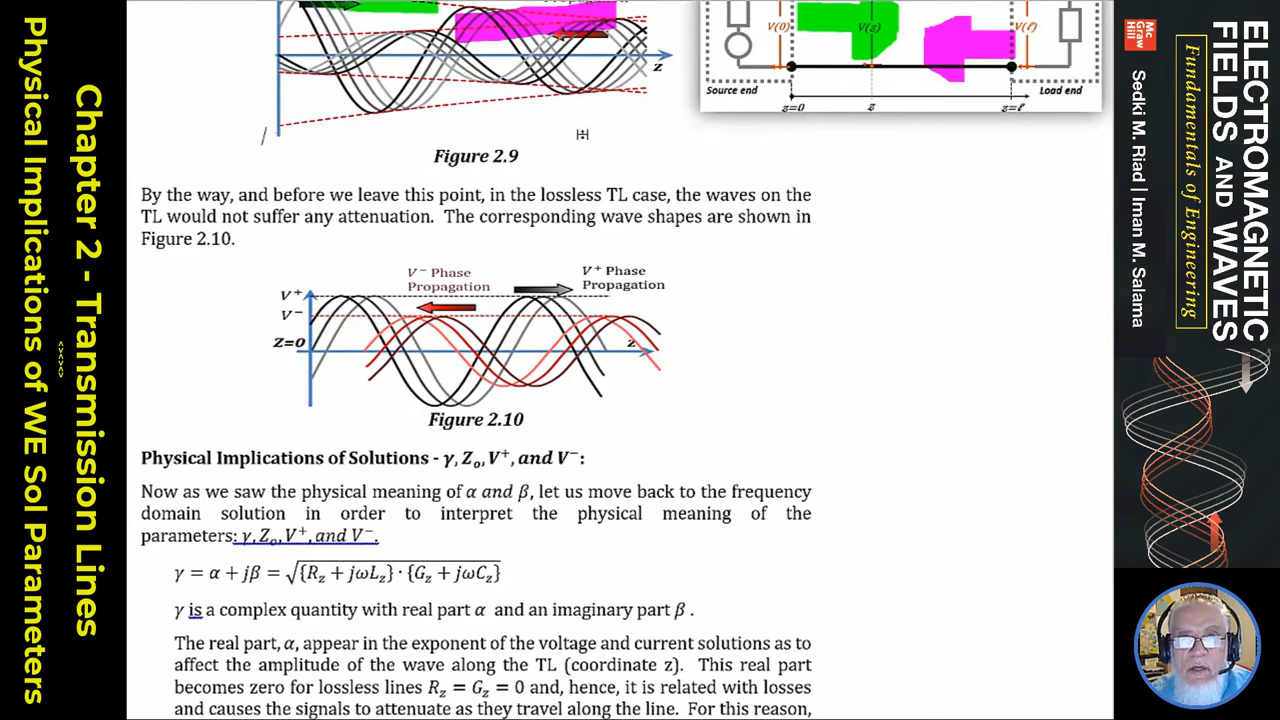 Chapter 2 - Transmission Lines
<><><>
Physical Implications of WE Sol Parameters
z
Figure 2.9
V(0)
V(z)
V(ℓ)
Source end
Load end
z=0
z
z=ℓ
By the way, and before we leave this point, in the lossless TL case, the waves on the
TL would not suffer any attenuation. The corresponding wave shapes are shown in
Figure 2.10.
V⁻ Phase
Propagation
V⁺ Phase
Propagation
V⁺
V⁻
Z=0
z
Figure 2.10
Physical Implications of Solutions - γ, Zₒ, V⁺, and V⁻:
Now as we saw the physical meaning of α and β, let us move back to the frequency
domain solution in order to interpret the physical meaning of the
parameters: γ, Zₒ, V⁺, and V⁻.
γ = α + jβ = √{R_z + jωL_z} · {G_z + jωC_z}
γ is a complex quantity with real part α and an imaginary part β .
The real part, α, appear in the exponent of the voltage and current solutions as to
affect the amplitude of the wave along the TL (coordinate z). This real part
becomes zero for lossless lines R_z = G_z = 0 and, hence, it is related with losses
and causes the signals to attenuate as they travel along the line. For this reason,
Mc
Graw
Hill
ELECTROMAGNETIC
FIELDS AND WAVES
Fundamentals of Engineering
Sedki M. Riad | Iman M. Salama